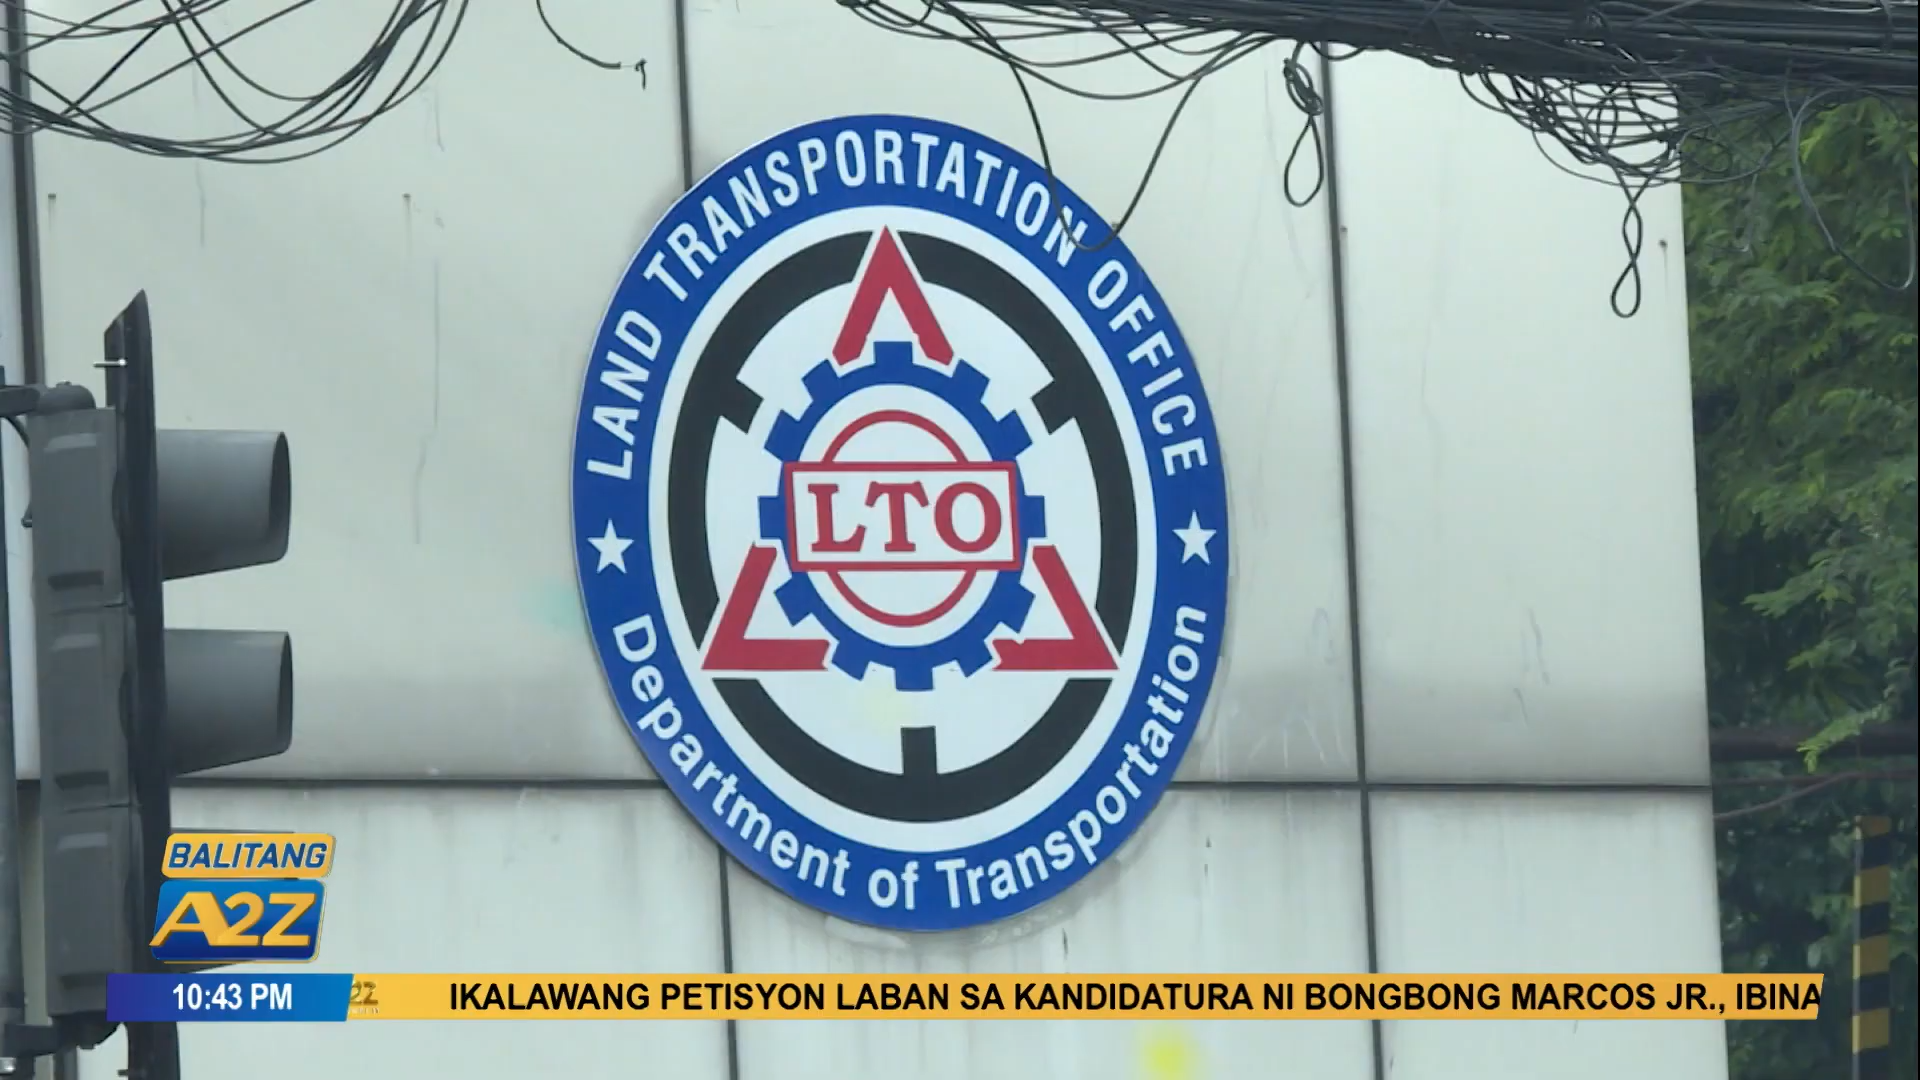 LAND TRANSPORTATION OFFICE
LTO
Department of Transportation
BALITANG
A2Z
10:43 PM
IKALAWANG PETISYON LABAN SA KANDIDATURA NI BONGBONG MARCOS JR., IBINA